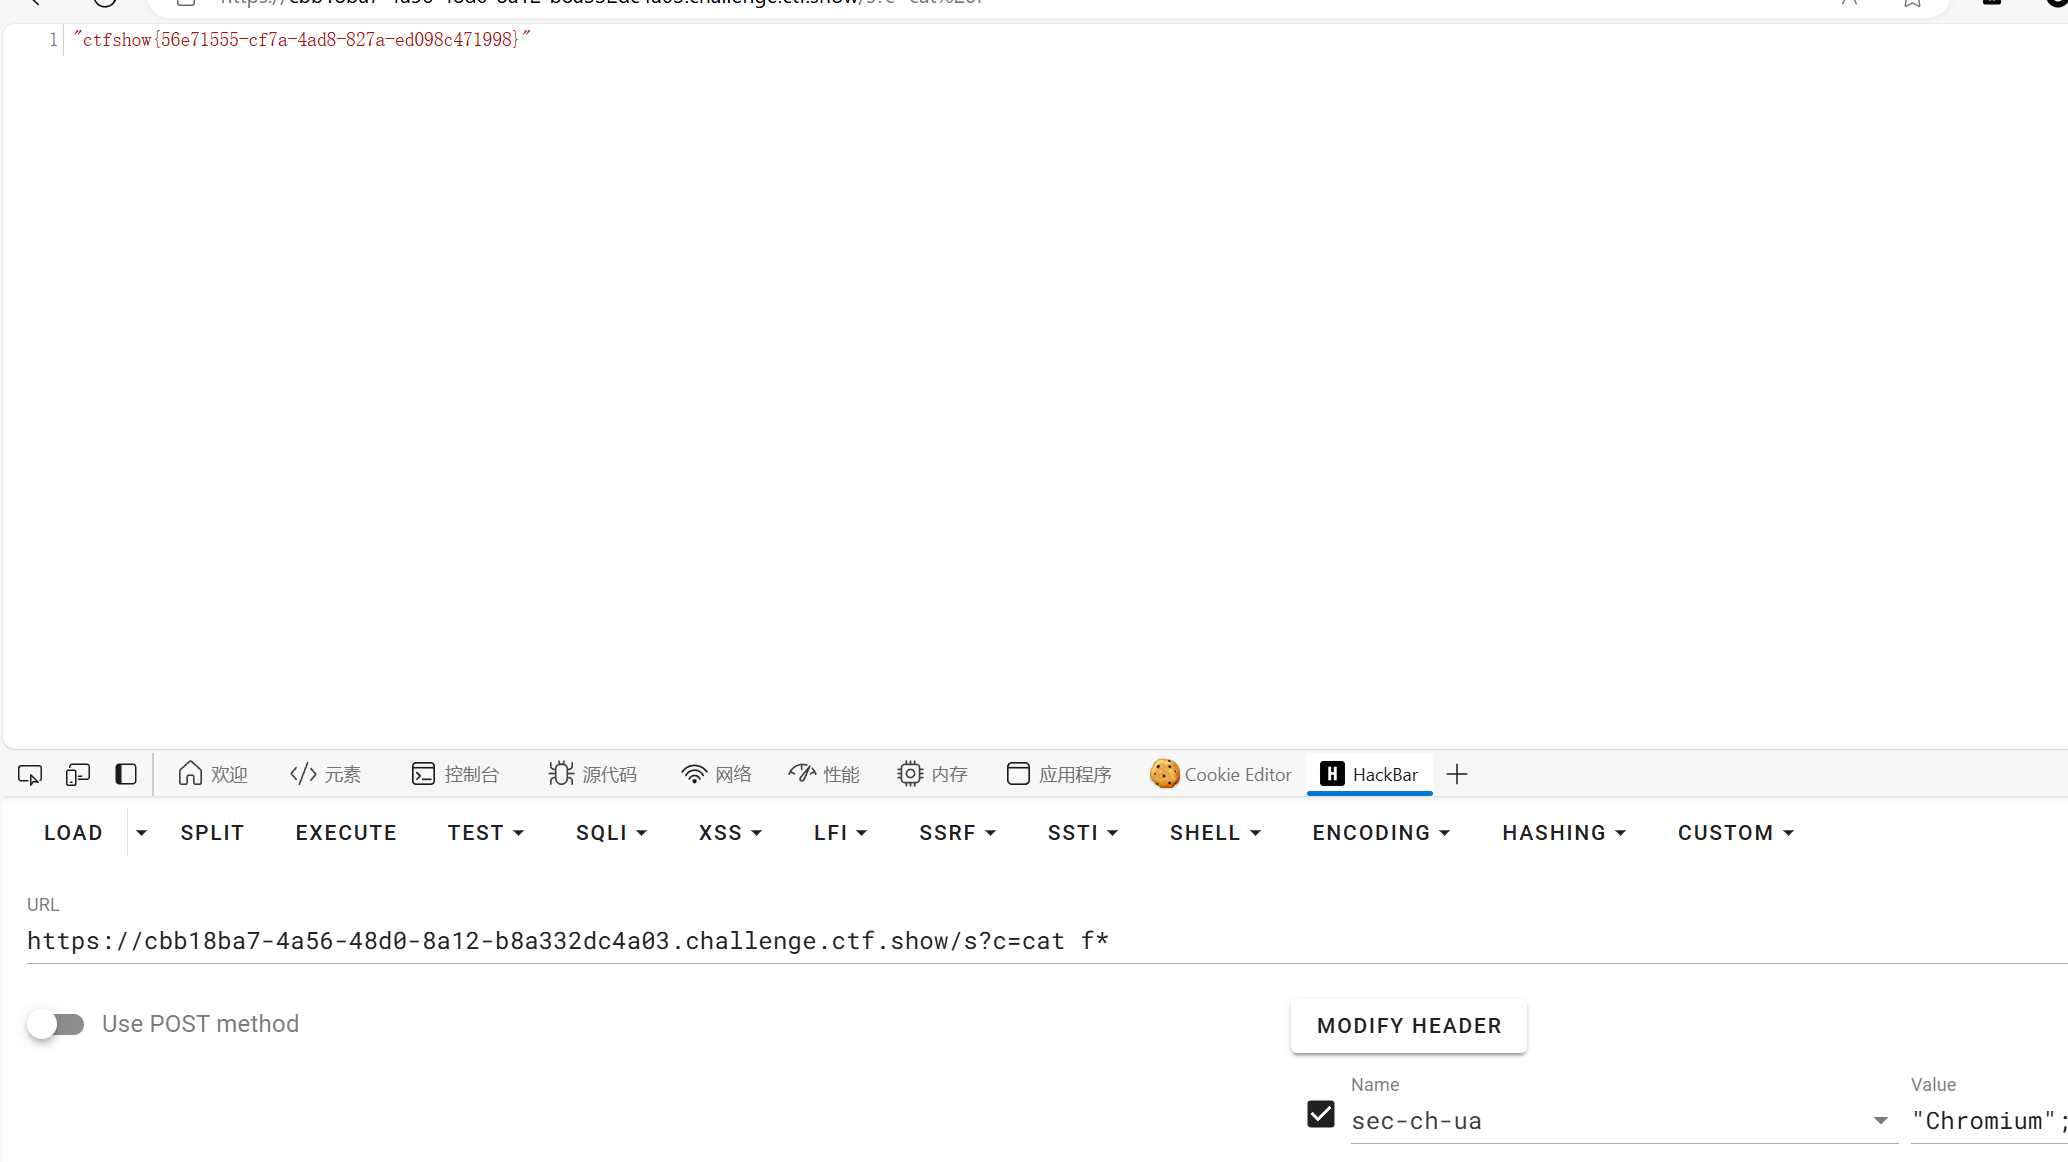 1 "ctfshow{56e71555-cf7a-4ad8-827a-ed098c471998}"
欢迎 </> 元素 控制台 源代码 网络 性能 内存 应用程序 Cookie Editor H HackBar
LOAD SPLIT EXECUTE TEST SQLI XSS LFI SSRF SSTI SHELL ENCODING HASHING CUSTOM
URL
https://cbb18ba7-4a56-48d0-8a12-b8a332dc4a03.challenge.ctf.show/s?c=cat f*
Use POST method
MODIFY HEADER
Name Value
sec-ch-ua "Chromium";